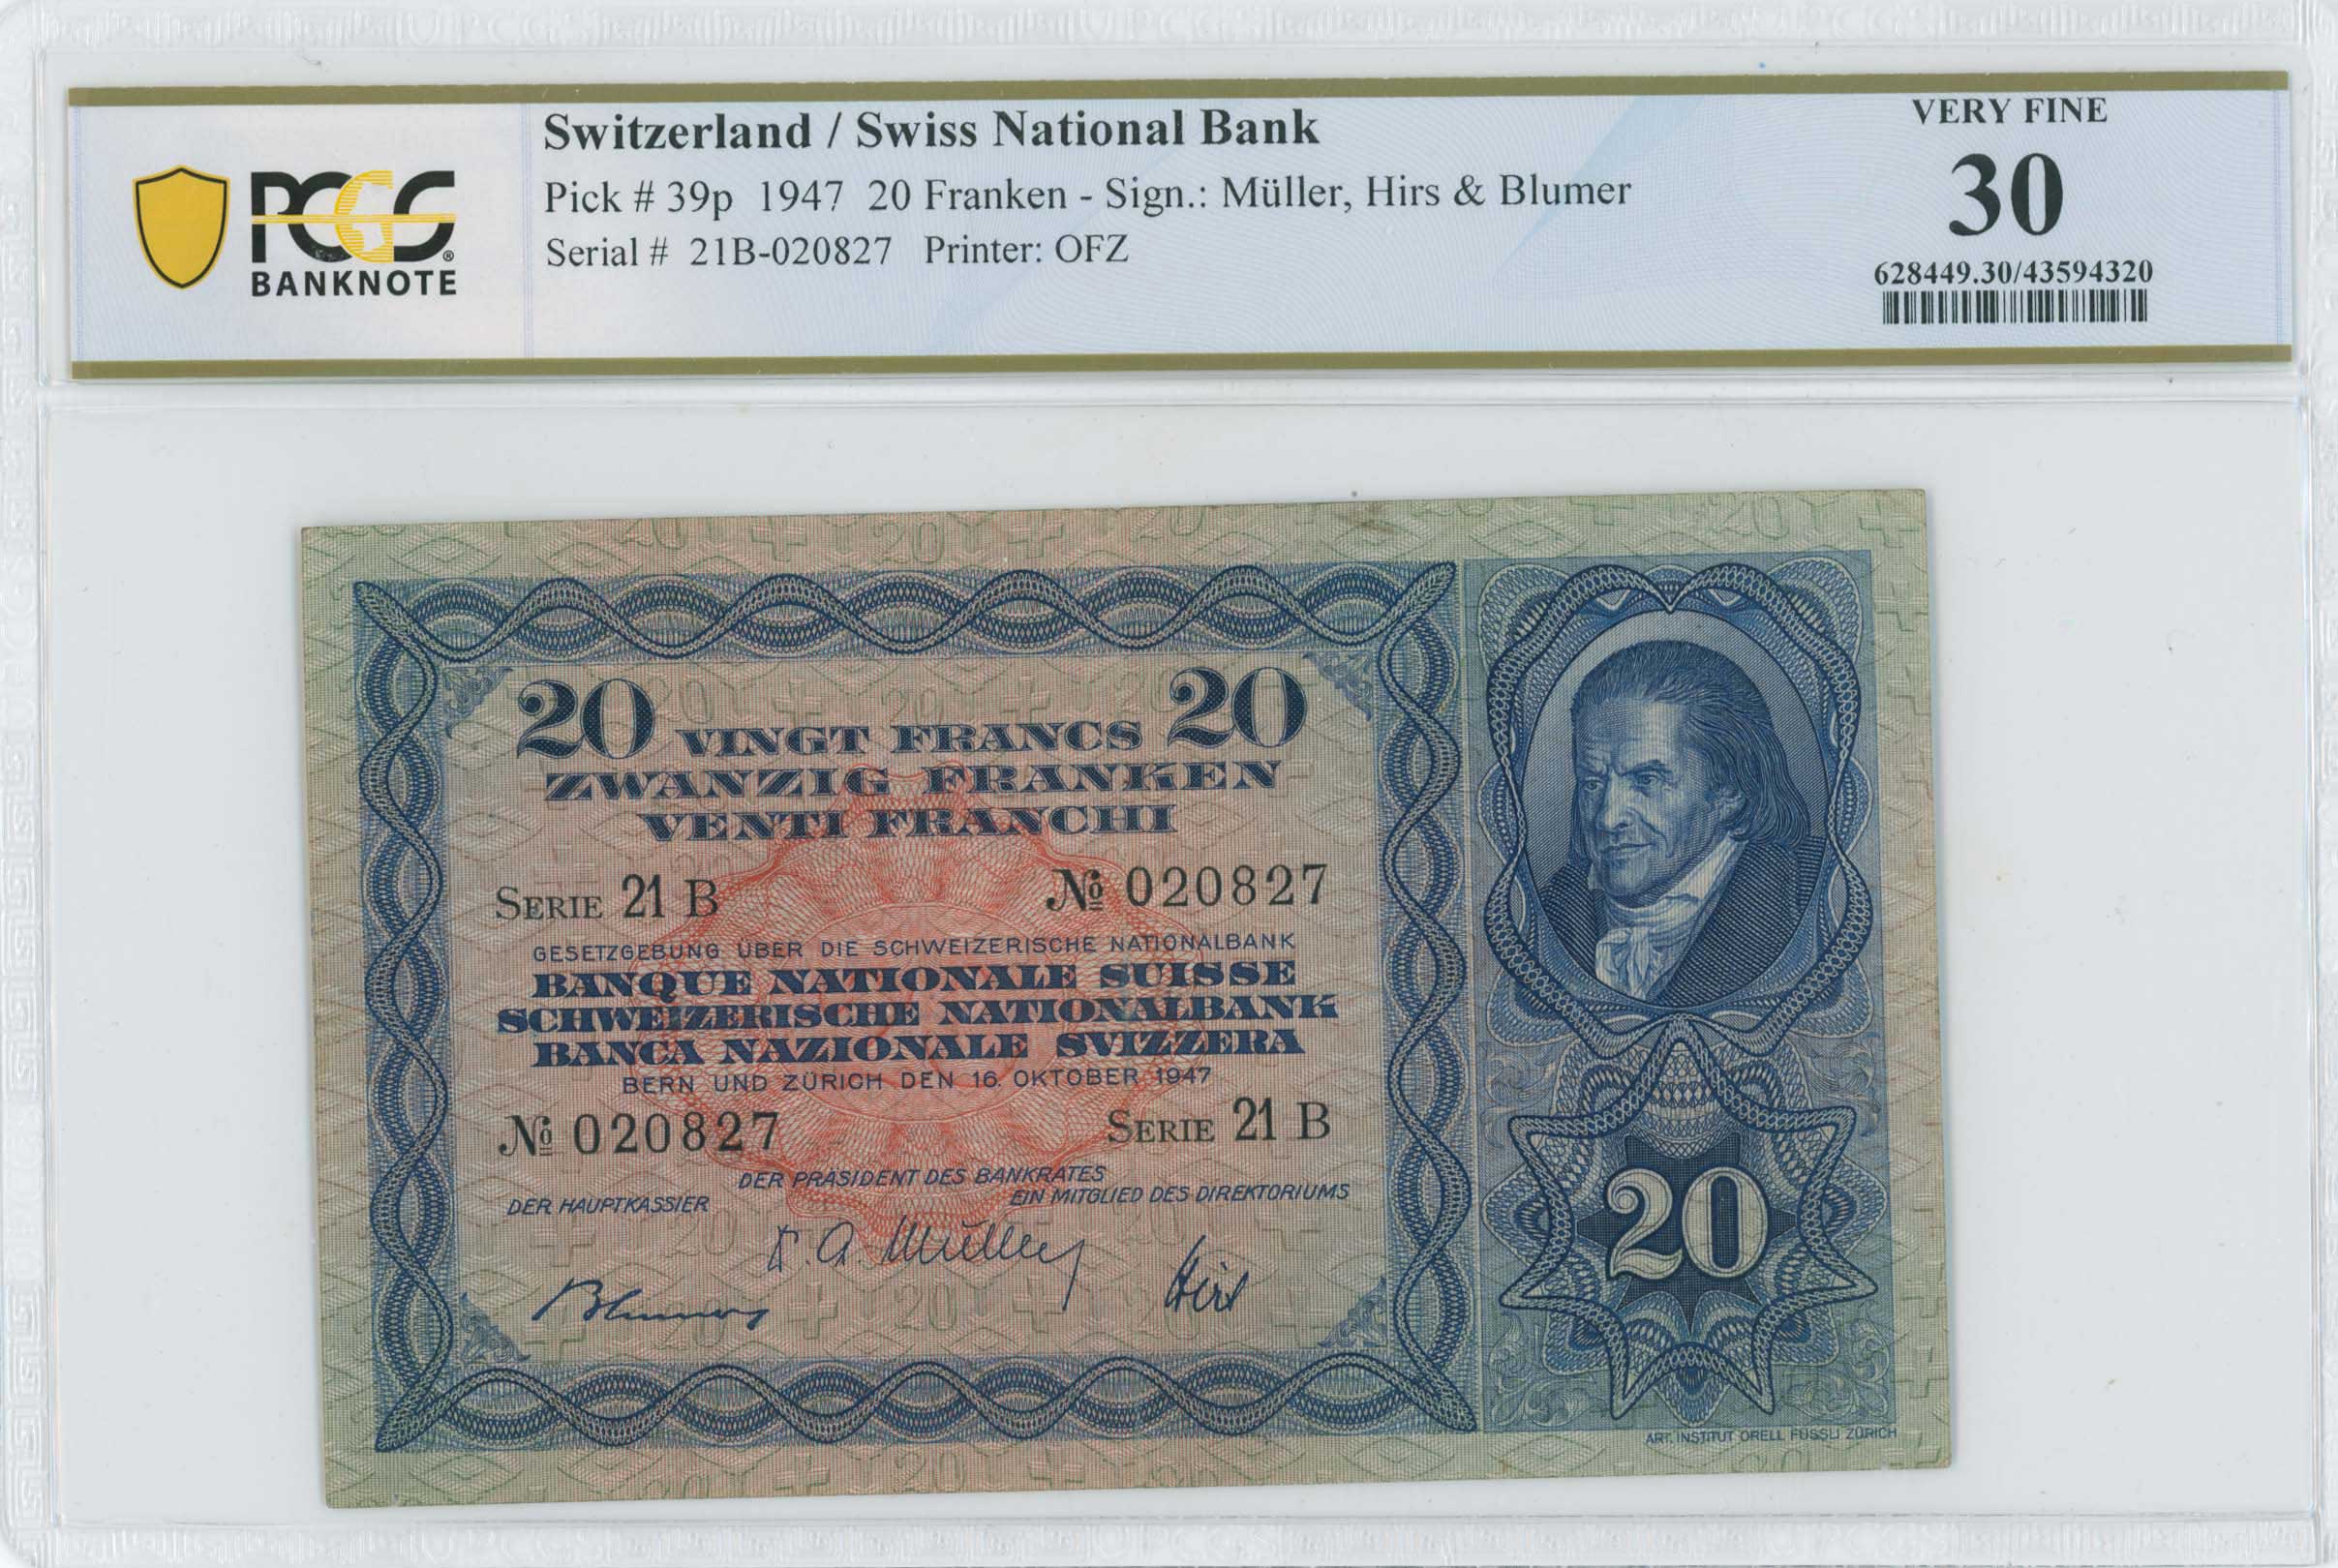 Switzerland / Swiss National Bank
Pick # 39p 1947 20 Franken - Sign.: Müller, Hirs & Blumer
Serial # 21B-020827 Printer: OFZ
PCGS®
BANKNOTE
VERY FINE
30
628449.30/43594320
20 VINGT FRANCS 20
ZWANZIG FRANKEN
VENTI FRANCHI
SERIE 21 B № 020827
GESETZGEBUNG ÜBER DIE SCHWEIZERISCHE NATIONALBANK
BANQUE NATIONALE SUISSE
SCHWEIZERISCHE NATIONALBANK
BANCA NAZIONALE SVIZZERA
BERN UND ZÜRICH DEN 16. OKTOBER 1947
№ 020827 SERIE 21 B
DER PRÄSIDENT DES BANKRATES
DER HAUPTKASSIER EIN MITGLIED DES DIREKTORIUMS
Dr. A. Müller
Blumer Hirs
20
ART. INSTITUT ORELL FÜSSLI ZÜRICH